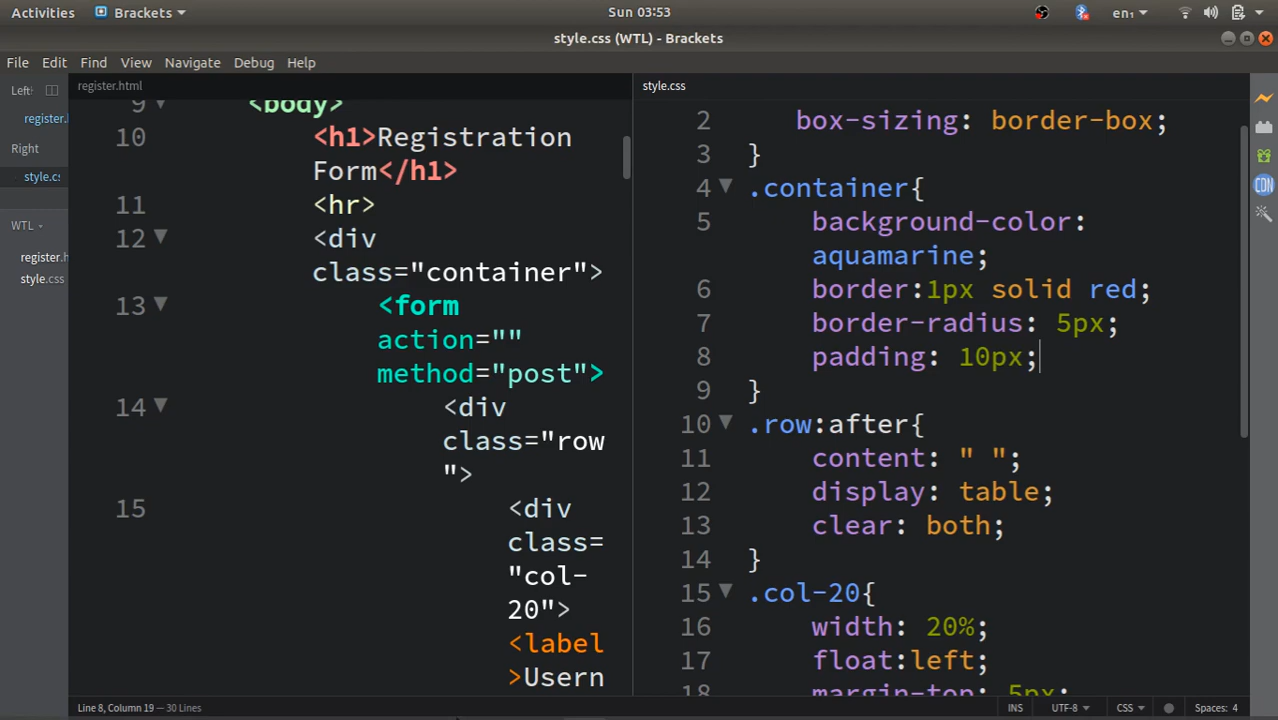 Activities Brackets Sun 03:53 en₁
style.css (WTL) - Brackets
File Edit Find View Navigate Debug Help
Left
register.
Right
style.cs
WTL
register.h
style.css
register.html
9 <body>
10 <h1>Registration
Form</h1>
11 <hr>
12 <div
class="container">
13 <form
action=""
method="post">
14 <div
class="row
">
15 <div
class=
"col-
20">
<label
>Usern
style.css
2 box-sizing: border-box;
3 }
4 .container{
5 background-color:
aquamarine;
6 border:1px solid red;
7 border-radius: 5px;
8 padding: 10px;
9 }
10 .row:after{
11 content: " ";
12 display: table;
13 clear: both;
14 }
15 .col-20{
16 width: 20%;
17 float:left;
18 margin-top: 5px;
CDN
Line 8, Column 19 — 30 Lines INS UTF-8 CSS Spaces: 4